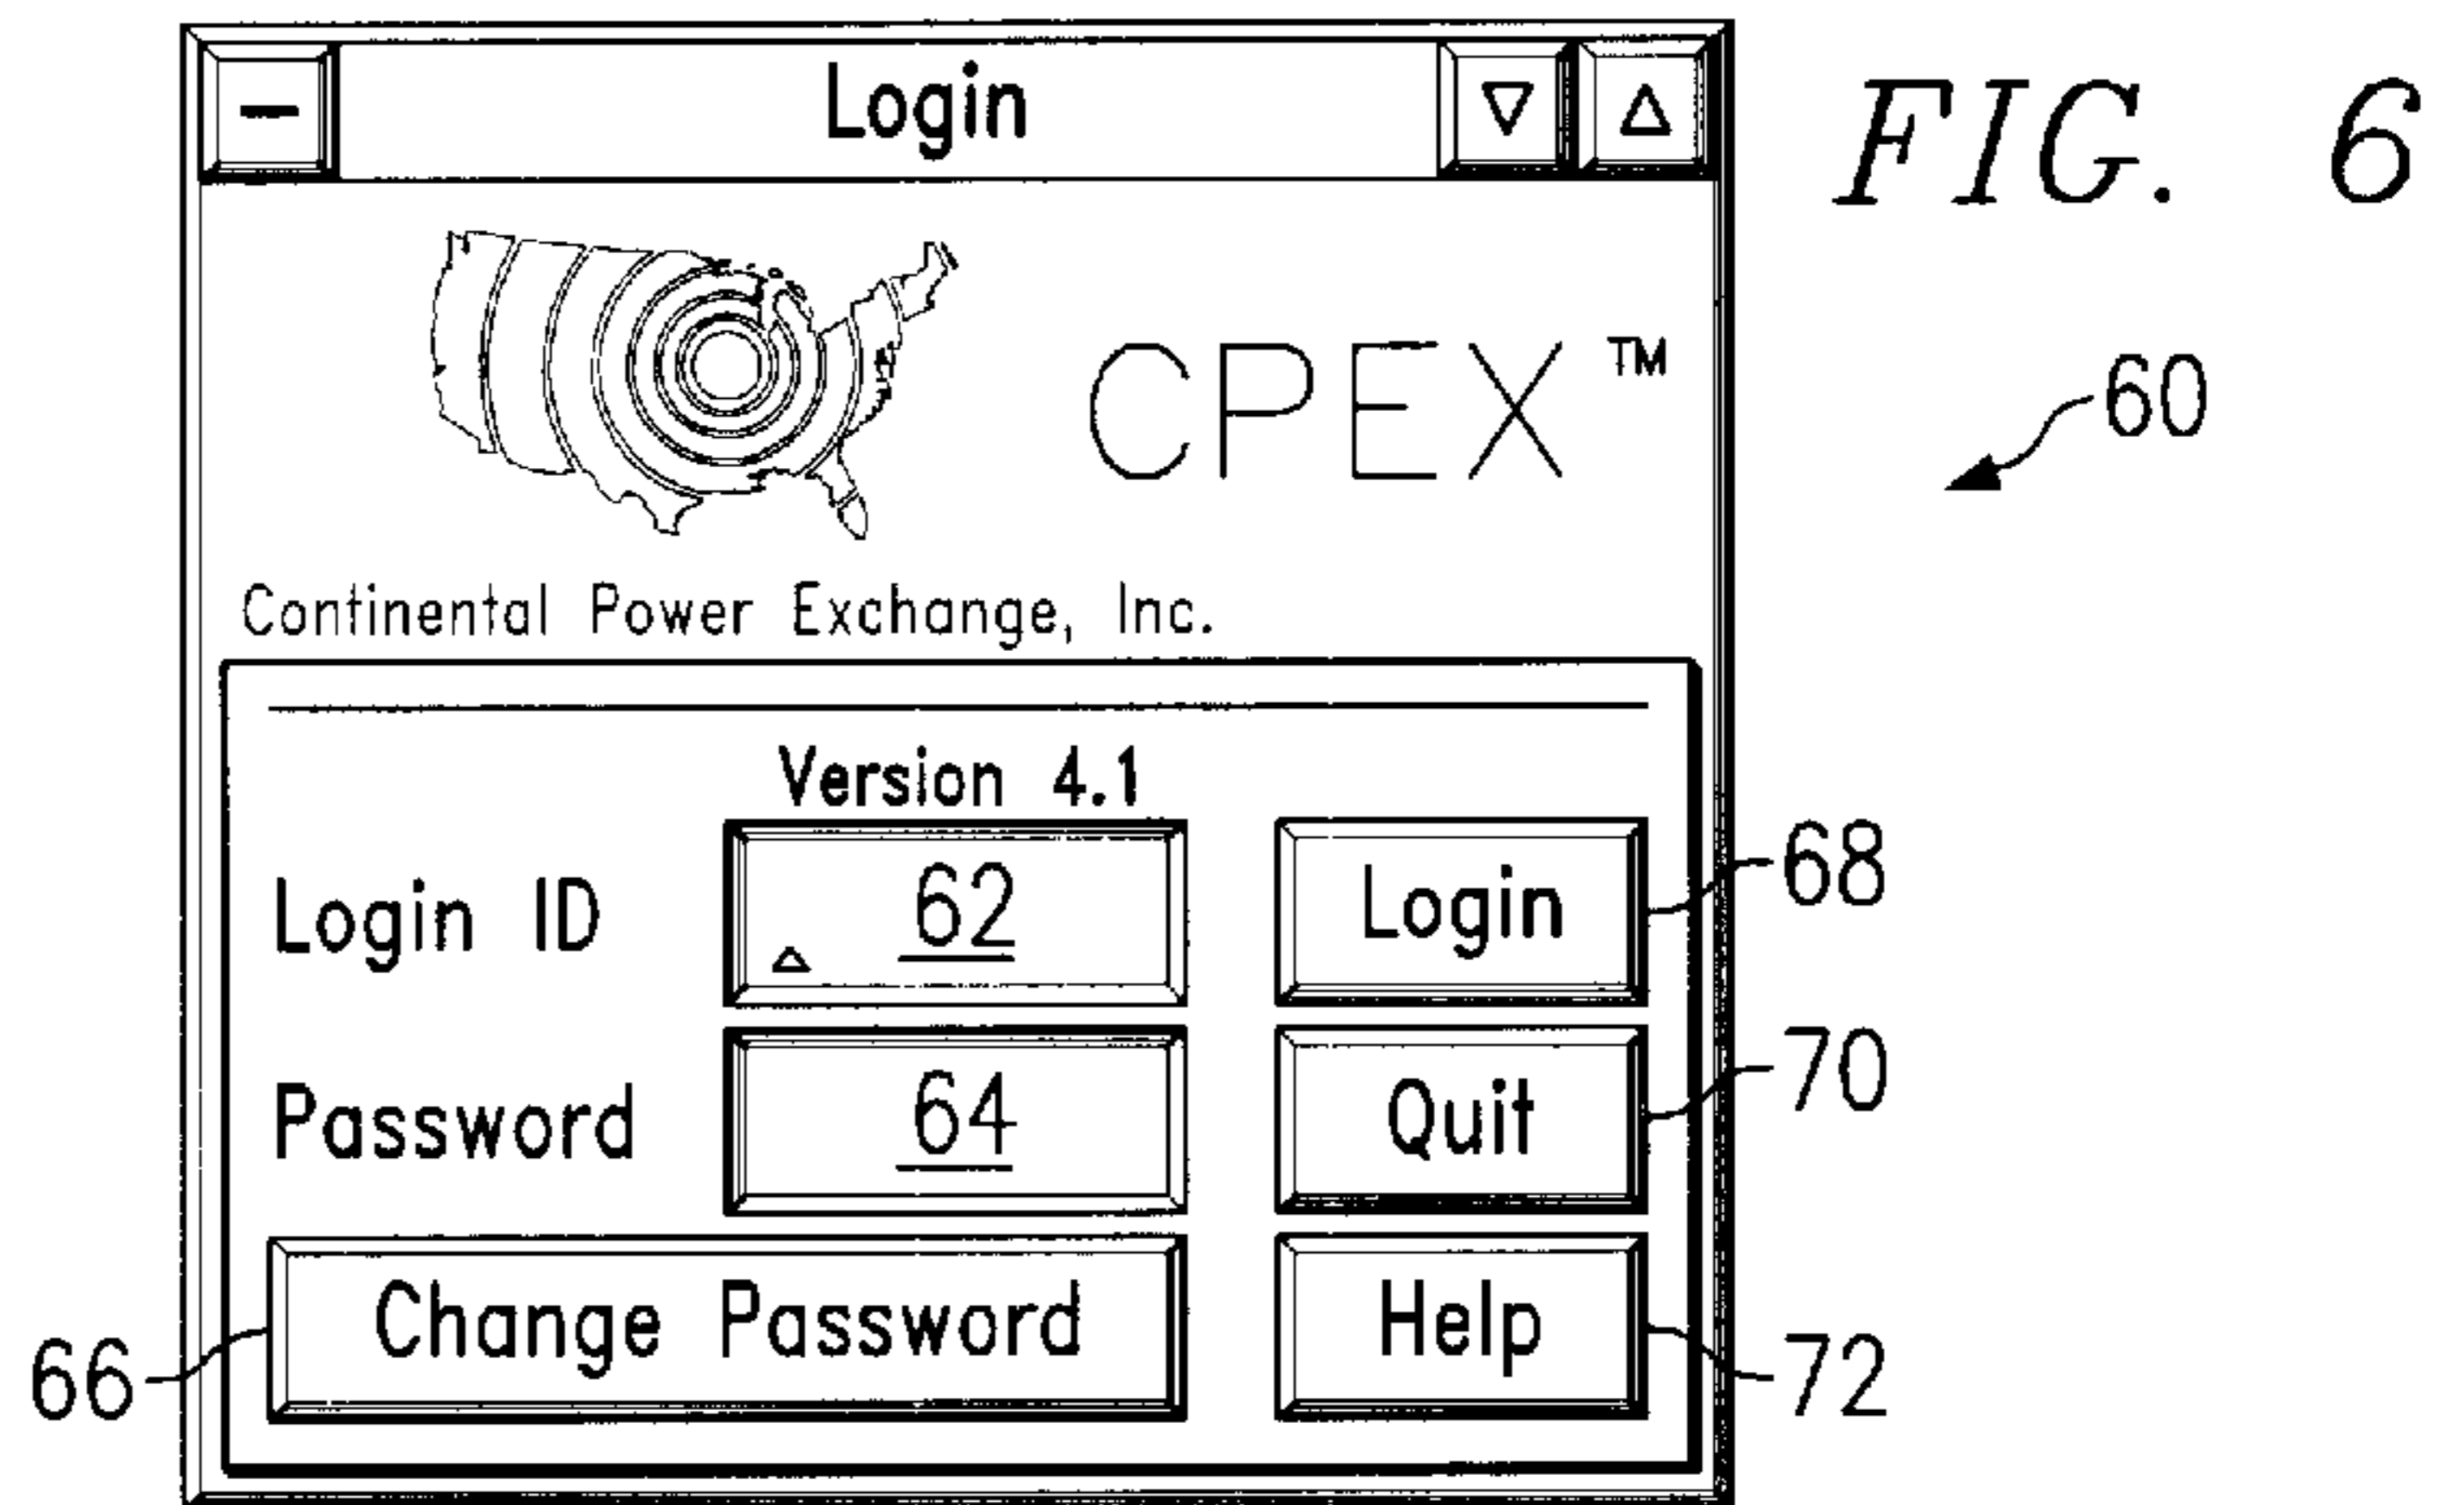 Login
FIG. 6
CPEX™
60
Continental Power Exchange, Inc.
Version 4.1
Login ID 62 Login 68
Password 64 Quit 70
66 Change Password Help 72